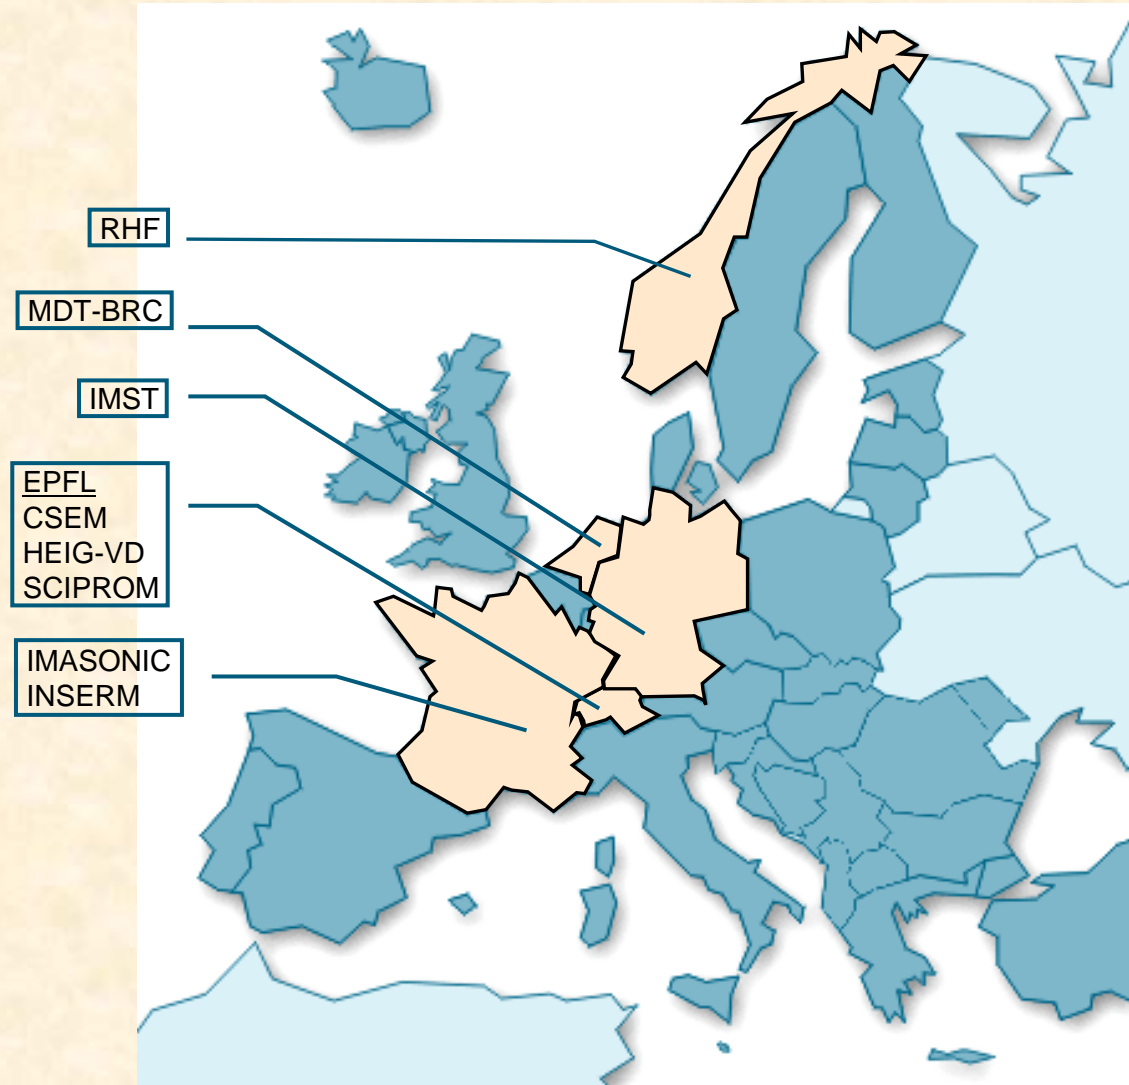 RHF
MDT-BRC
IMST
EPFL
CSEM
HEIG-VD
SCIPROM
IMASONIC
INSERM